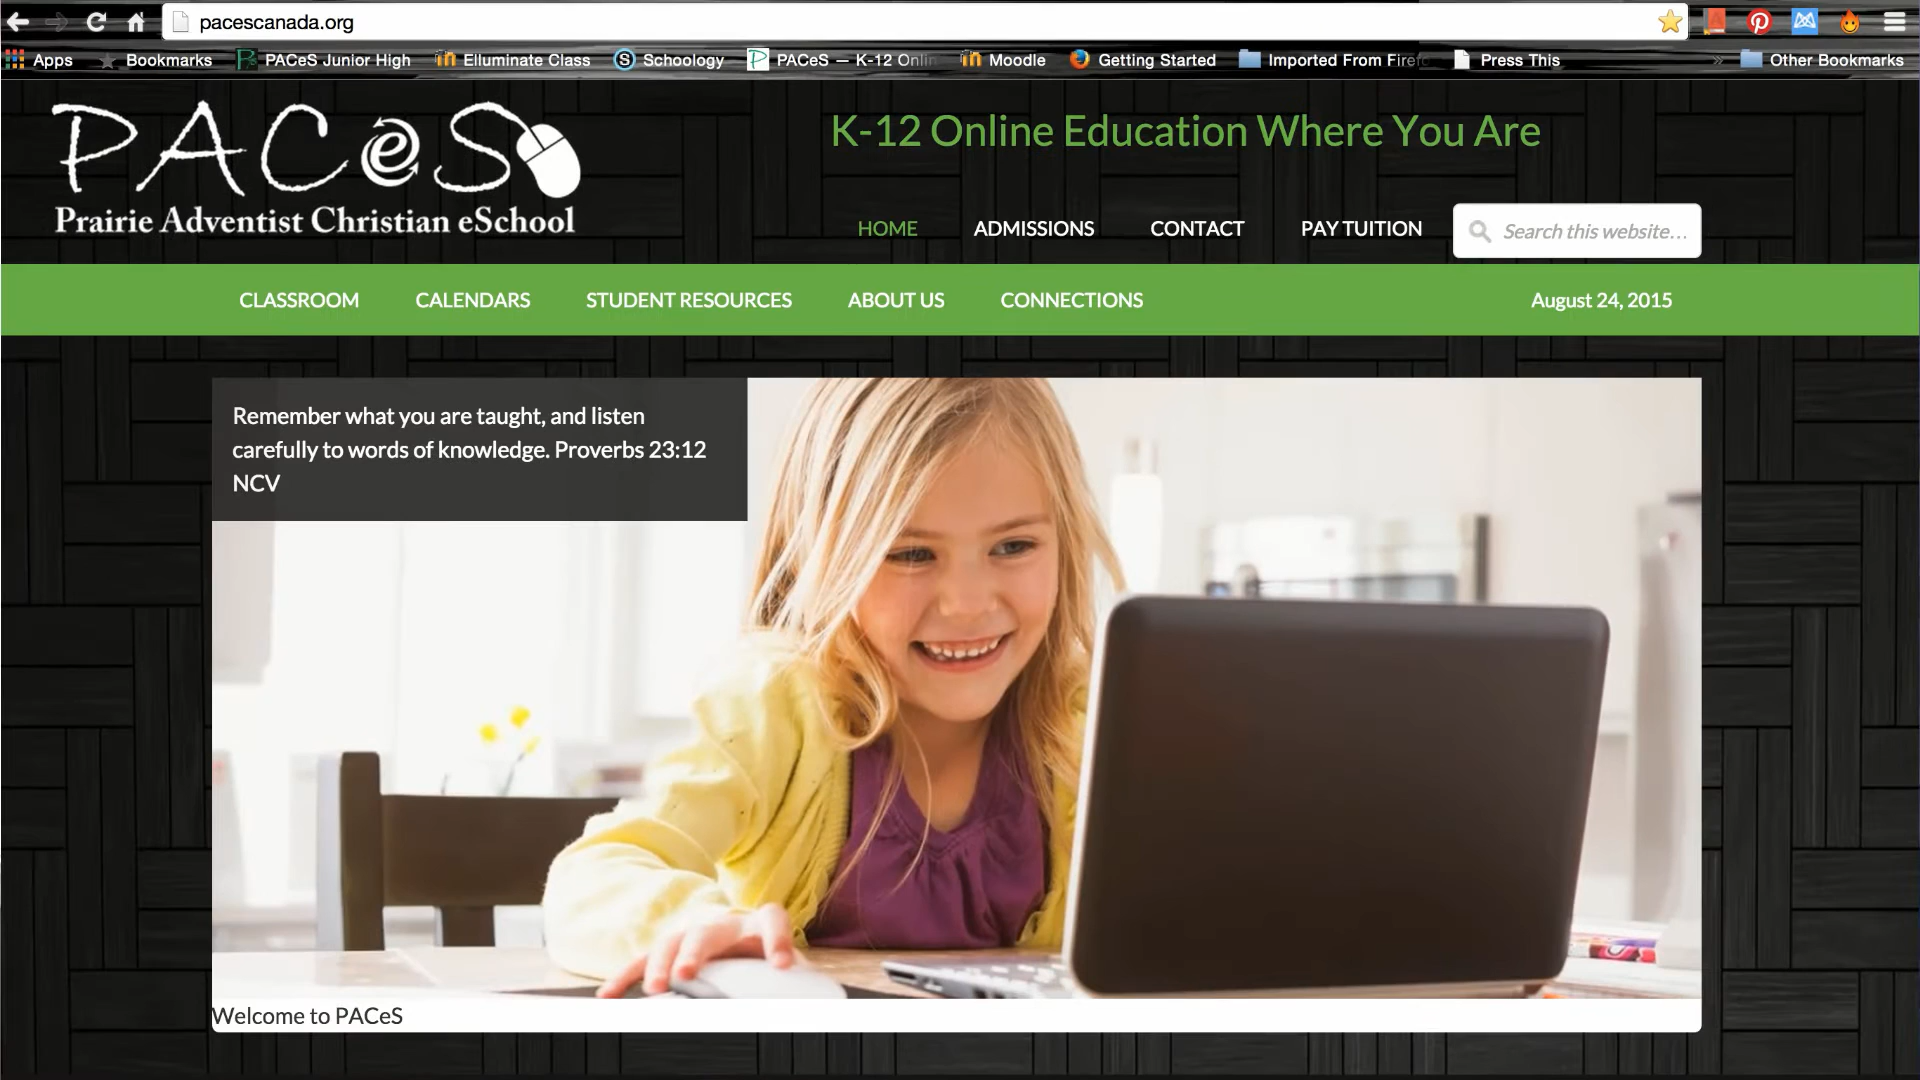 pacescanada.org
Apps Bookmarks PACeS Junior High Elluminate Class Schoology PACeS — K-12 Onlin Moodle Getting Started Imported From Firef Press This » Other Bookmarks
PACeS
Prairie Adventist Christian eSchool
K-12 Online Education Where You Are
HOME ADMISSIONS CONTACT PAY TUITION Search this website…
CLASSROOM CALENDARS STUDENT RESOURCES ABOUT US CONNECTIONS August 24, 2015
Remember what you are taught, and listen
carefully to words of knowledge. Proverbs 23:12
NCV
Welcome to PACeS